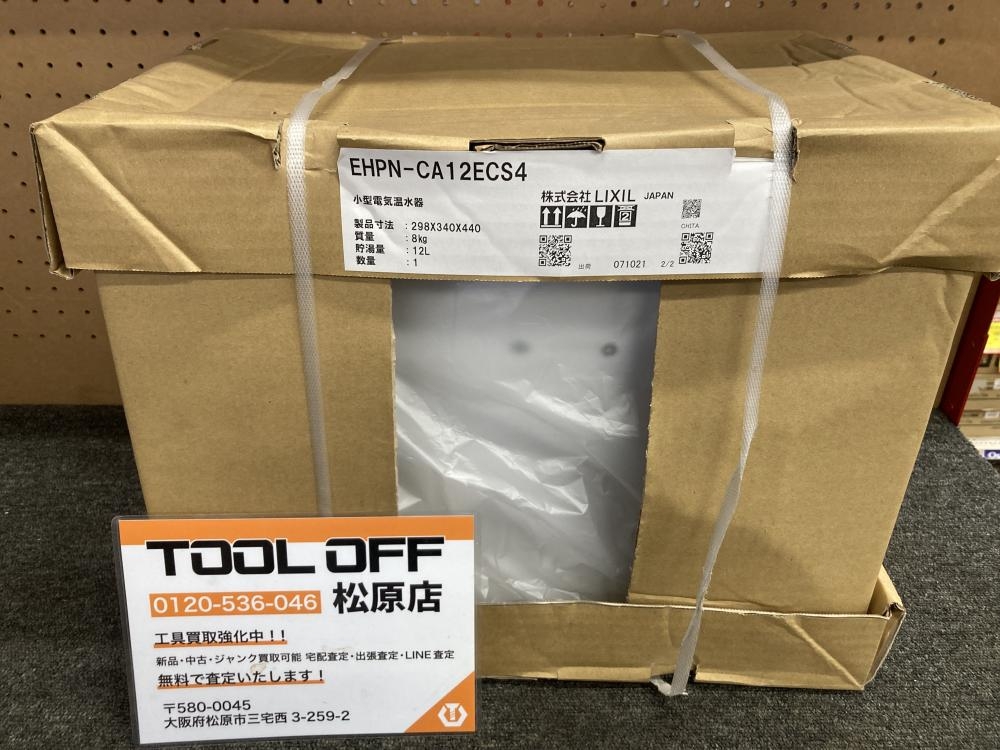 EHPN-CA12ECS4
小型電気温水器
製品寸法 : 298X340X440
質量 : 8kg
貯湯量 : 12L
数量 : 1
株式会社 LIXIL JAPAN
2
CHITA
出荷 071021 2/2
TOOL OFF
0120-536-046 松原店
工具買取強化中!!
新品・中古・ジャンク買取可能 宅配査定・出張査定・LINE査定
無料で査定いたします!
〒580-0045
大阪府松原市三宅西 3-259-2